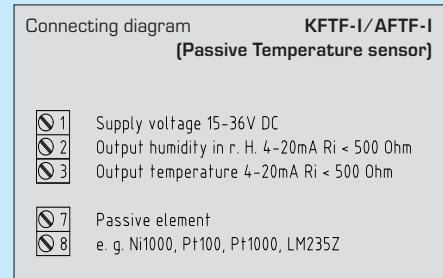 Connecting diagram KFTF-I/AFTF-I
(Passive Temperature sensor)
1 Supply voltage 15-36V DC
2 Output humidity in r. H. 4-20mA Ri < 500 Ohm
3 Output temperature 4-20mA Ri < 500 Ohm
7 Passive element
8 e. g. Ni1000, Pt100, Pt1000, LM235Z